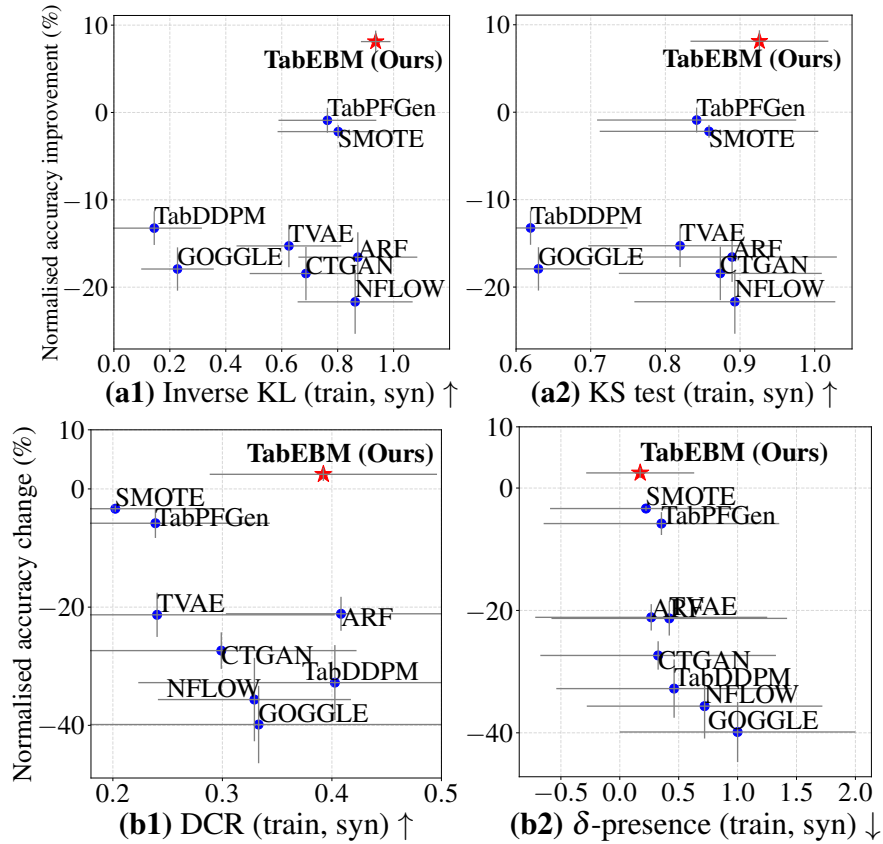 Normalised accuracy improvement (%)
10
0
−10
−20
TabEBM (Ours)
TabPFGen
SMOTE
TabDDPM
TVAE
ARF
GOGGLE
CTGAN
NFLOW
0.0 0.2 0.4 0.6 0.8 1.0
(a1) Inverse KL (train, syn) ↑
TabEBM (Ours)
TabPFGen
SMOTE
TabDDPM
TVAE
ARF
GOGGLE
CTGAN
NFLOW
0.6 0.7 0.8 0.9 1.0
(a2) KS test (train, syn) ↑
Normalised accuracy change (%)
10
0
−20
−40
TabEBM (Ours)
SMOTE
TabPFGen
TVAE
ARF
CTGAN
TabDDPM
NFLOW
GOGGLE
0.2 0.3 0.4 0.5
(b1) DCR (train, syn) ↑
10
0
−20
−40
TabEBM (Ours)
SMOTE
TabPFGen
ARF
TVAE
CTGAN
TabDDPM
NFLOW
GOGGLE
−0.5 0.0 0.5 1.0 1.5 2.0
(b2) δ-presence (train, syn) ↓